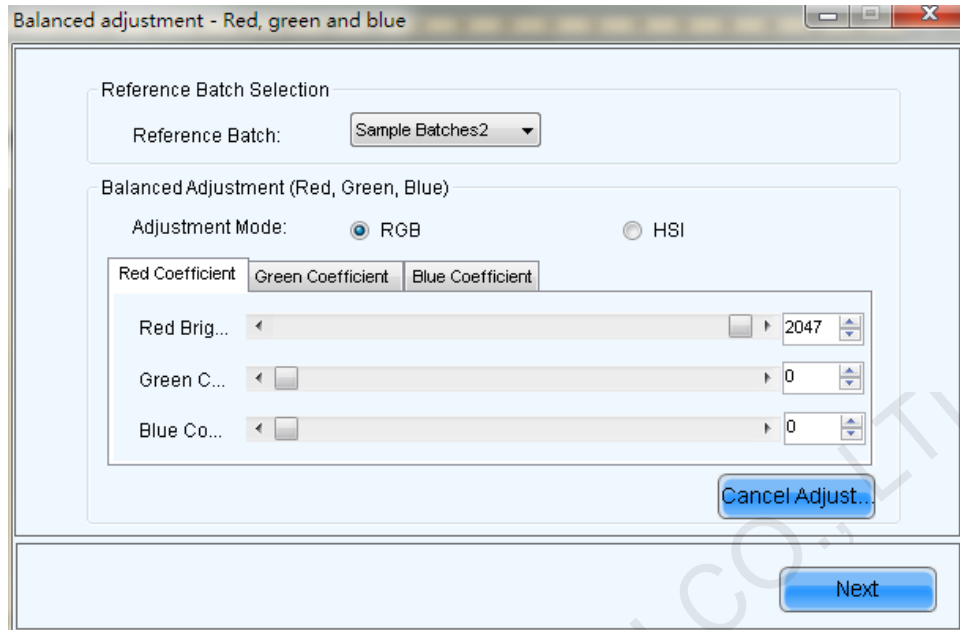 Balanced adjustment - Red, green and blue
Reference Batch Selection
Reference Batch: Sample Batches2
Balanced Adjustment (Red, Green, Blue)
Adjustment Mode: RGB HSI
Red Coefficient Green Coefficient Blue Coefficient
Red Brig... 2047
Green C... 0
Blue Co... 0
Cancel Adjust...
Next
CO., LT